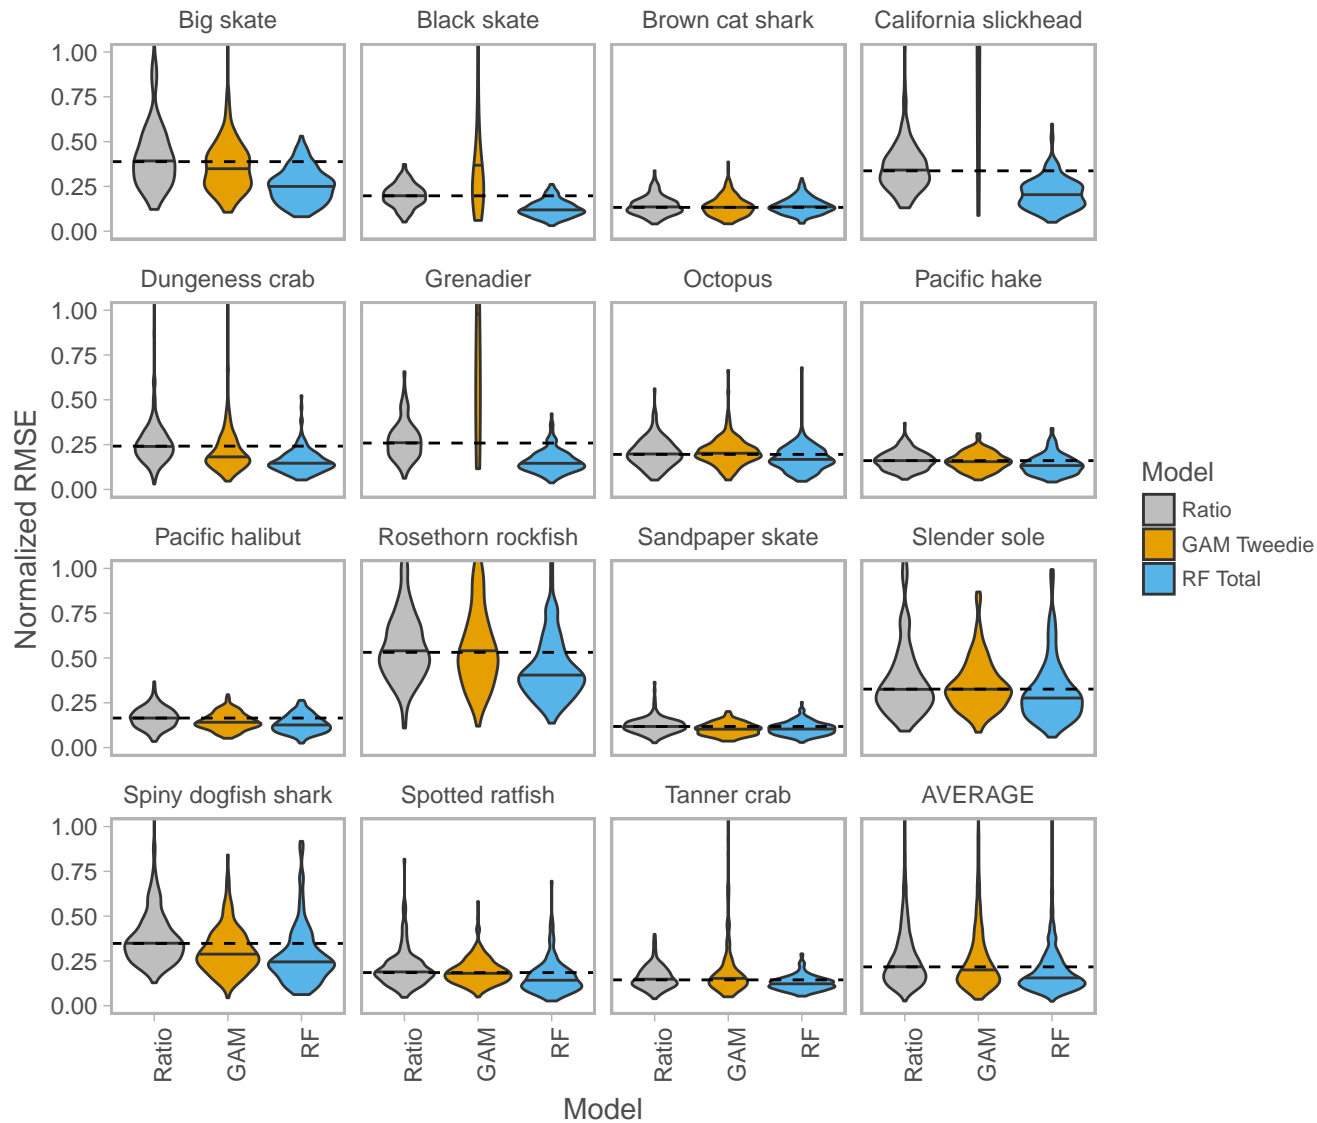 Big skate Black skate Brown cat shark California slickhead
1.00
0.75
0.50
0.25
0.00
Dungeness crab Grenadier Octopus Pacific hake
1.00
0.75
0.50
0.25
0.00
Pacific halibut Rosethorn rockfish Sandpaper skate Slender sole
1.00
0.75
0.50
0.25
0.00
Spiny dogfish shark Spotted ratfish Tanner crab AVERAGE
1.00
0.75
0.50
0.25
0.00
Ratio GAM RF Ratio GAM RF Ratio GAM RF Ratio GAM RF
Model
Normalized RMSE
Model
Ratio
GAM Tweedie
RF Total